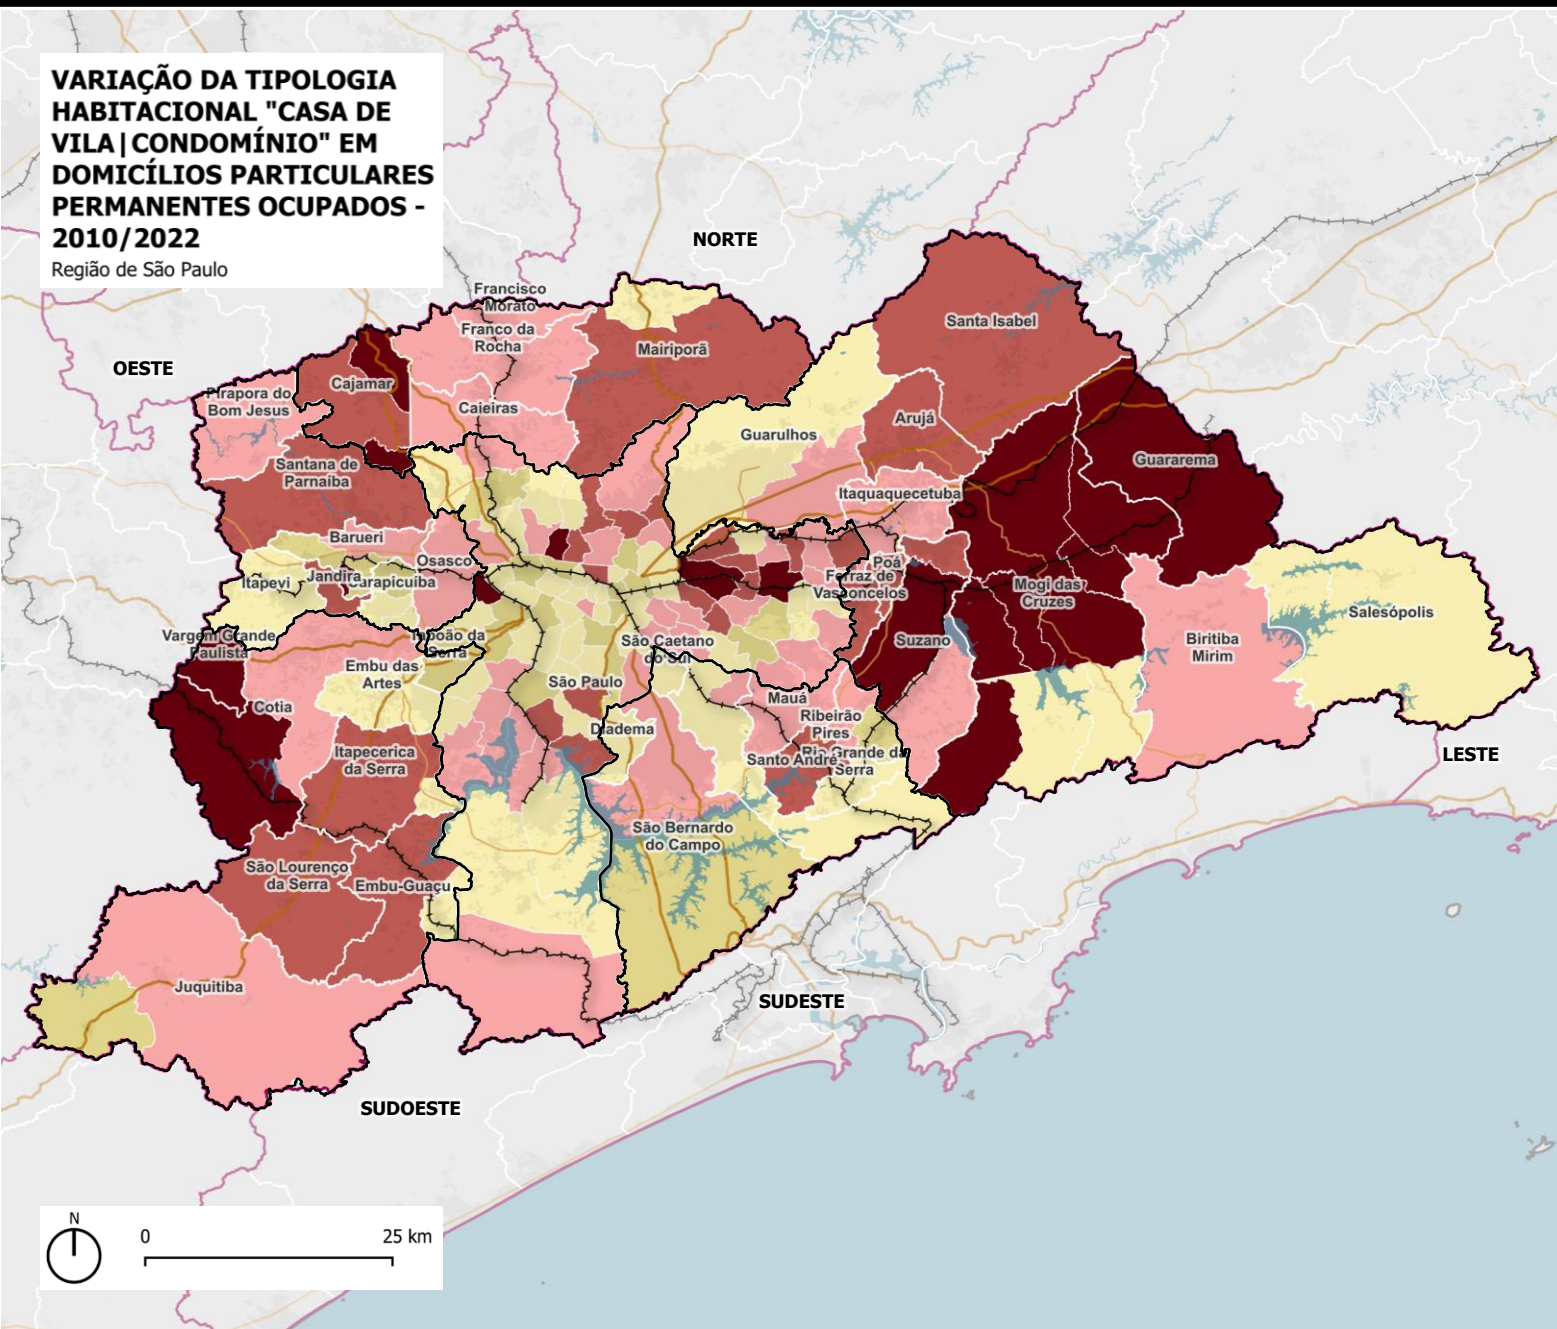 VARIAÇÃO DA TIPOLOGIA
HABITACIONAL "CASA DE
VILA|CONDOMÍNIO" EM
DOMICÍLIOS PARTICULARES
PERMANENTES OCUPADOS -
2010/2022
Região de São Paulo
NORTE
OESTE
Francisco
Morato
Franco da
Rocha
Mairiporã
Santa Isabel
Cajamar
Pirapora do
Bom Jesus
Caieiras
Arujá
Guarulhos
Guararema
Santana de
Parnaíba
Itaquaquecetuba
Barueri
Osasco
Poá
Itapevi
Jandira
Carapicuíba
Ferraz de
Vasconcelos
Mogi das
Cruzes
Salesópolis
Vargem Grande
Paulista
Taboão da
Serra
São Caetano
do Sul
Suzano
Biritiba
Mirim
Embu das
Artes
São Paulo
Mauá
Cotia
Diadema
Ribeirão
Pires
Itapecerica
da Serra
Santo André
Rio Grande da
Serra
LESTE
São Bernardo
do Campo
São Lourenço
da Serra
Embu-Guaçu
Juquitiba
SUDESTE
SUDOESTE
N
0
25 km